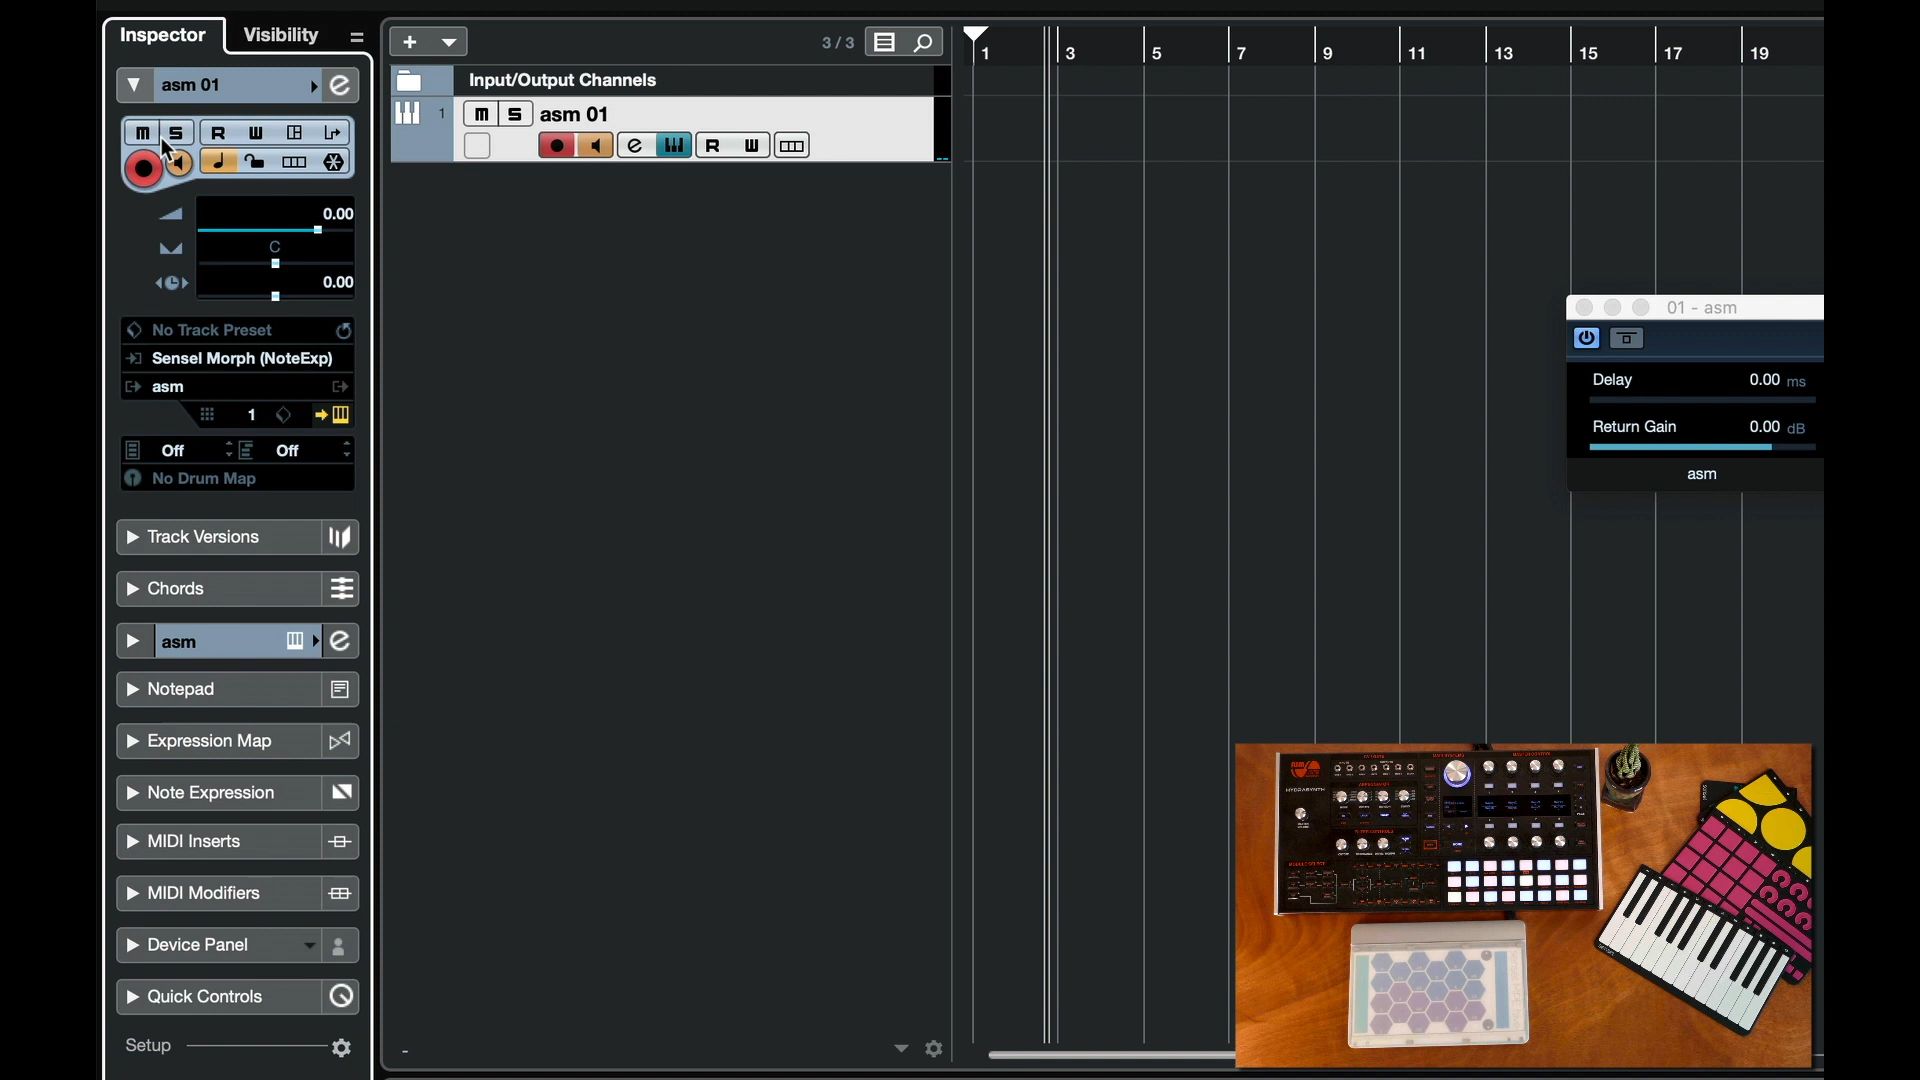 Inspector
Visibility
asm 01
M S R W
0.00
C
0.00
No Track Preset
Sensel Morph (NoteExp)
asm
1
Off
Off
No Drum Map
Track Versions
Chords
asm
Notepad
Expression Map
Note Expression
MIDI Inserts
MIDI Modifiers
Device Panel
Quick Controls
Setup
+
3 / 3
Input/Output Channels
1
M S asm 01
e R W
-
1 3 5 7 9 11 13 15 17 19
01 - asm
Delay 0.00 ms
Return Gain 0.00 dB
asm
HYDRASYNTH